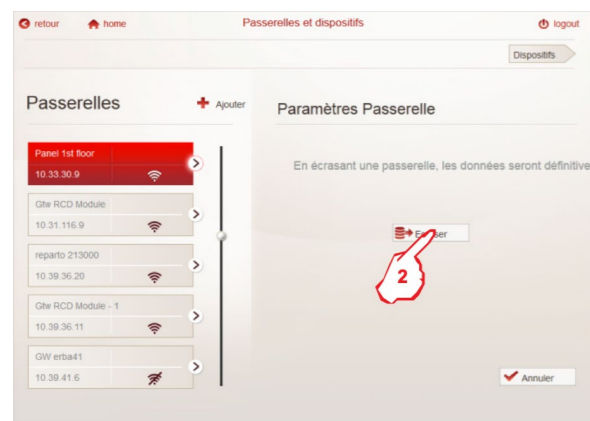 retour
home
Passerelles et dispositifs
logout
Dispositifs
Passerelles
Ajouter
Paramètres Passerelle
Panel 1st floor
10.33.30.9
En écrasant une passerelle, les données seront définitive
Gtw RCD Module
10.31.116.9
reparto 213000
10.39.36.20
2
Gtw RCD Module - 1
10.39.36.11
GW erba41
10.39.41.6
Annuler